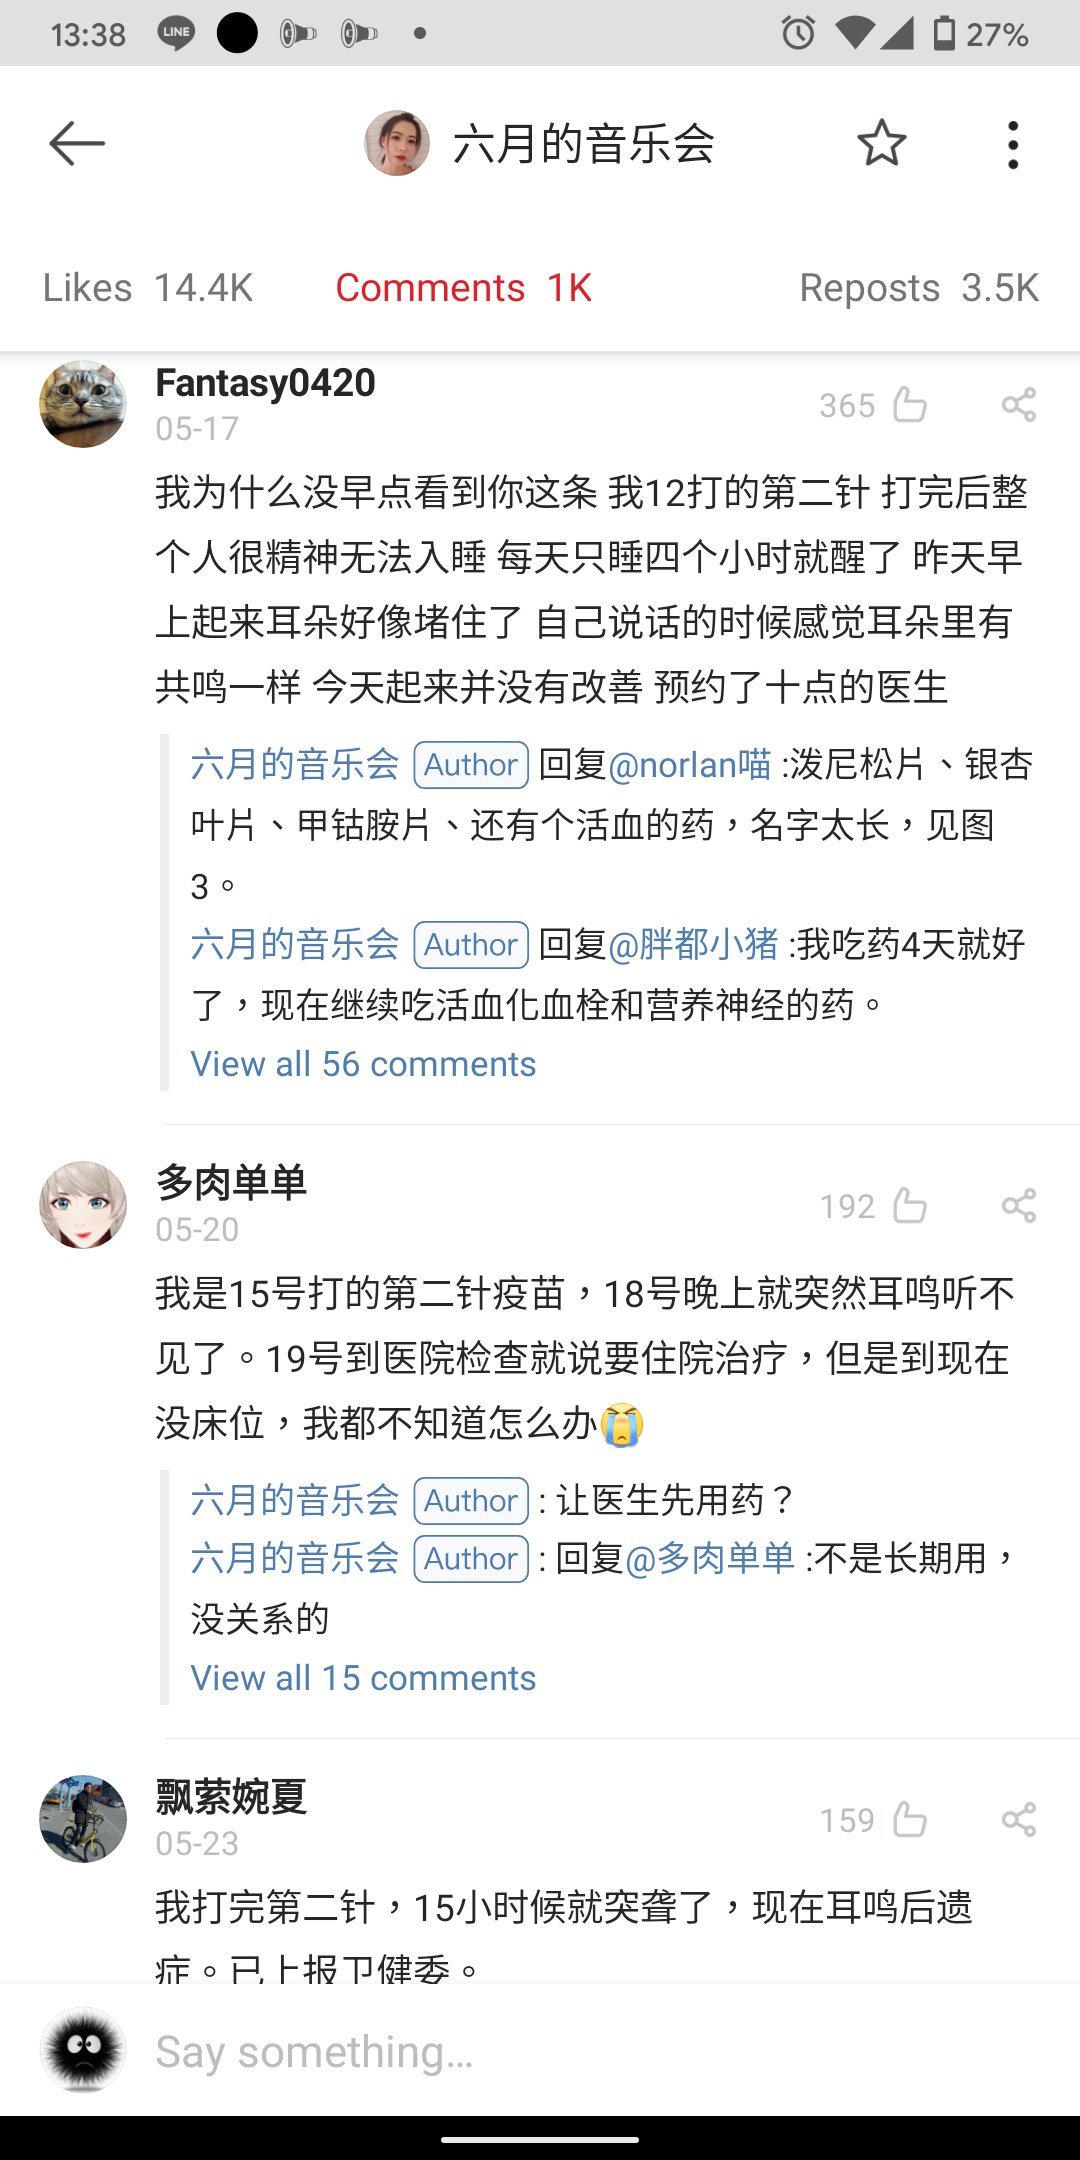 13:38 LINE 27%
六月的音乐会
Likes 14.4K Comments 1K Reposts 3.5K
Fantasy0420
05-17
365
我为什么没早点看到你这条 我12打的第二针 打完后整
个人很精神无法入睡 每天只睡四个小时就醒了 昨天早
上起来耳朵好像堵住了 自己说话的时候感觉耳朵里有
共鸣一样 今天起来并没有改善 预约了十点的医生
六月的音乐会 Author 回复@norlan喵 :泼尼松片、银杏
叶片、甲钴胺片、还有个活血的药，名字太长，见图
3。
六月的音乐会 Author 回复@胖都小猪 :我吃药4天就好
了，现在继续吃活血化血栓和营养神经的药。
View all 56 comments
多肉单单
05-20
192
我是15号打的第二针疫苗，18号晚上就突然耳鸣听不
见了。19号到医院检查就说要住院治疗，但是到现在
没床位，我都不知道怎么办😭
六月的音乐会 Author : 让医生先用药？
六月的音乐会 Author : 回复@多肉单单 :不是长期用，
没关系的
View all 15 comments
飘萦婉夏
05-23
159
我打完第二针，15小时候就突聋了，现在耳鸣后遗
症。已上报卫健委。
Say something...